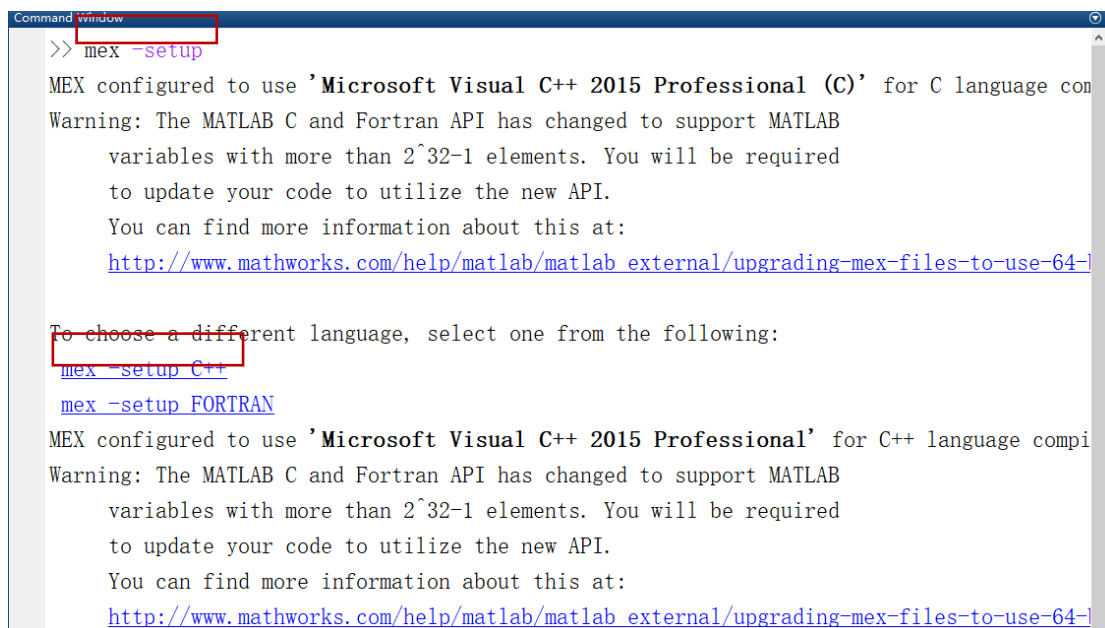 Command Window
>> mex -setup
MEX configured to use 'Microsoft Visual C++ 2015 Professional (C)' for C language com
Warning: The MATLAB C and Fortran API has changed to support MATLAB
variables with more than 2^32-1 elements. You will be required
to update your code to utilize the new API.
You can find more information about this at:
http://www.mathworks.com/help/matlab/matlab_external/upgrading-mex-files-to-use-64-
To choose a different language, select one from the following:
mex -setup C++
mex -setup FORTRAN
MEX configured to use 'Microsoft Visual C++ 2015 Professional' for C++ language compi
Warning: The MATLAB C and Fortran API has changed to support MATLAB
variables with more than 2^32-1 elements. You will be required
to update your code to utilize the new API.
You can find more information about this at:
http://www.mathworks.com/help/matlab/matlab_external/upgrading-mex-files-to-use-64-